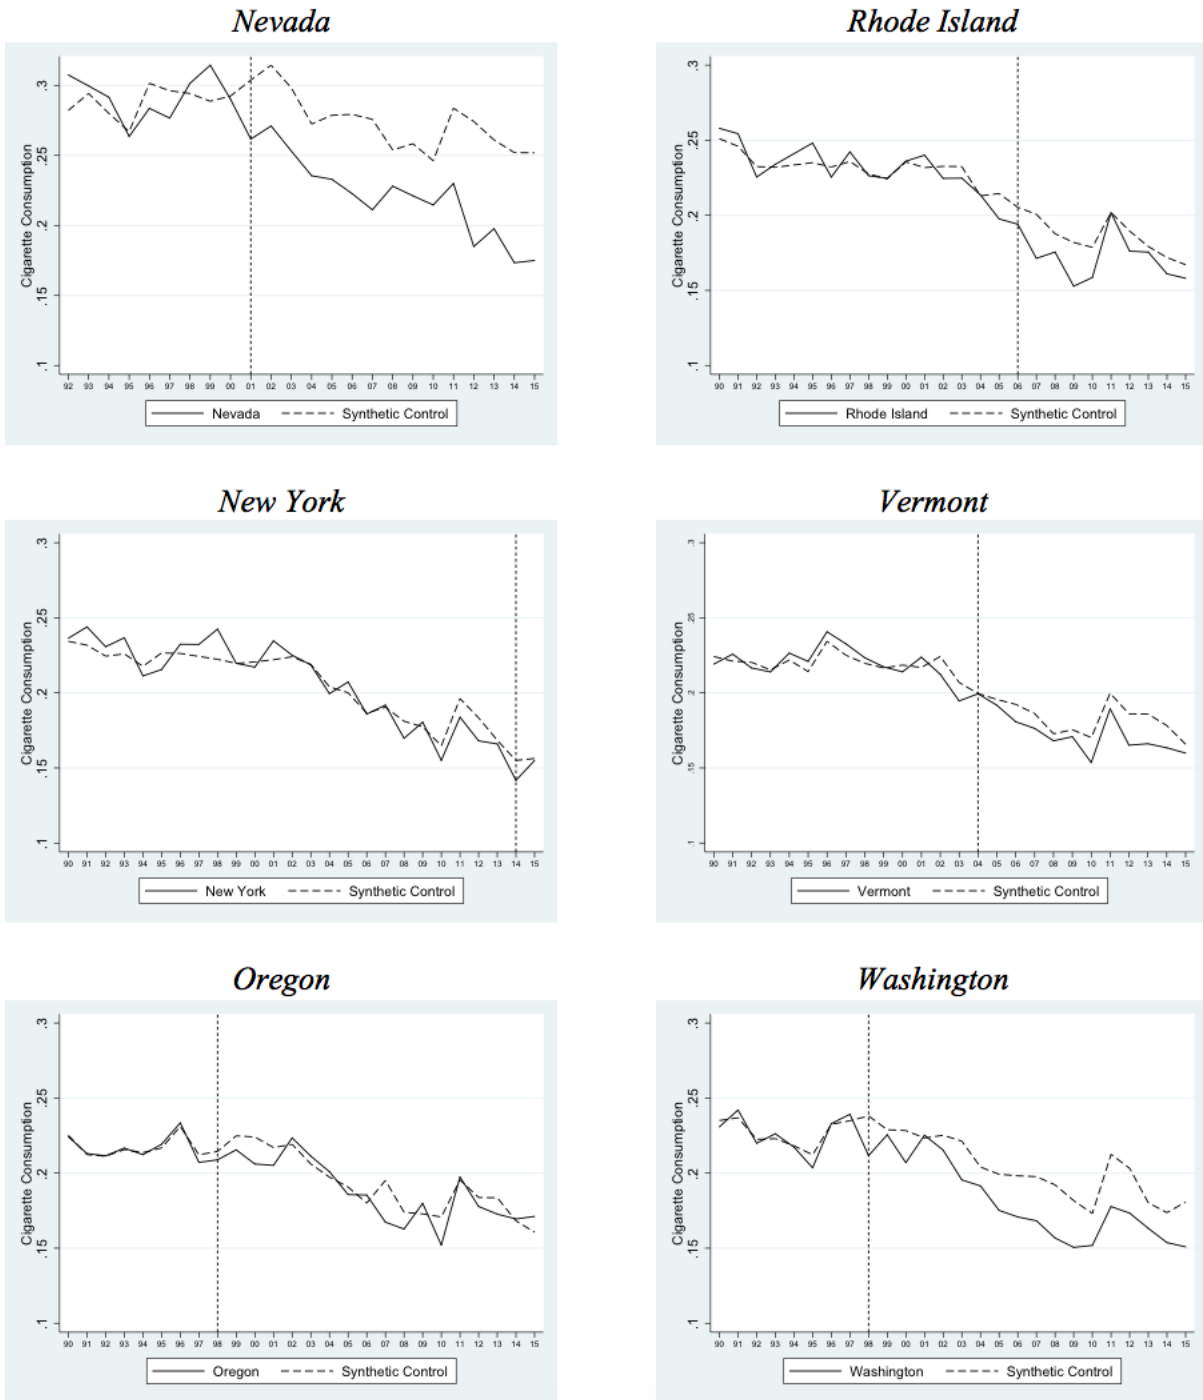 Nevada
Cigarette Consumption
.3
.25
.2
.15
.1
92 93 94 95 96 97 98 99 00 01 02 03 04 05 06 07 08 09 10 11 12 13 14 15
Nevada Synthetic Control
Rhode Island
Cigarette Consumption
.3
.25
.2
.15
.1
90 91 92 93 94 95 96 97 98 99 00 01 02 03 04 05 06 07 08 09 10 11 12 13 14 15
Rhode Island Synthetic Control
New York
Cigarette Consumption
.3
.25
.2
.15
.1
90 91 92 93 94 95 96 97 98 99 00 01 02 03 04 05 06 07 08 09 10 11 12 13 14 15
New York Synthetic Control
Vermont
Cigarette Consumption
.3
.25
.2
.15
.1
90 91 92 93 94 95 96 97 98 99 00 01 02 03 04 05 06 07 08 09 10 11 12 13 14 15
Vermont Synthetic Control
Oregon
Cigarette Consumption
.3
.25
.2
.15
.1
90 91 92 93 94 95 96 97 98 99 00 01 02 03 04 05 06 07 08 09 10 11 12 13 14 15
Oregon Synthetic Control
Washington
Cigarette Consumption
.3
.25
.2
.15
.1
90 91 92 93 94 95 96 97 98 99 00 01 02 03 04 05 06 07 08 09 10 11 12 13 14 15
Washington Synthetic Control